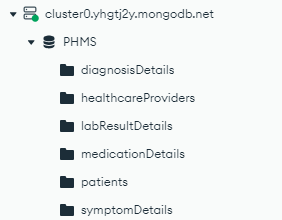 cluster0.yhgtj2y.mongodb.net
PHMS
diagnosisDetails
healthcareProviders
labResultDetails
medicationDetails
patients
symptomDetails